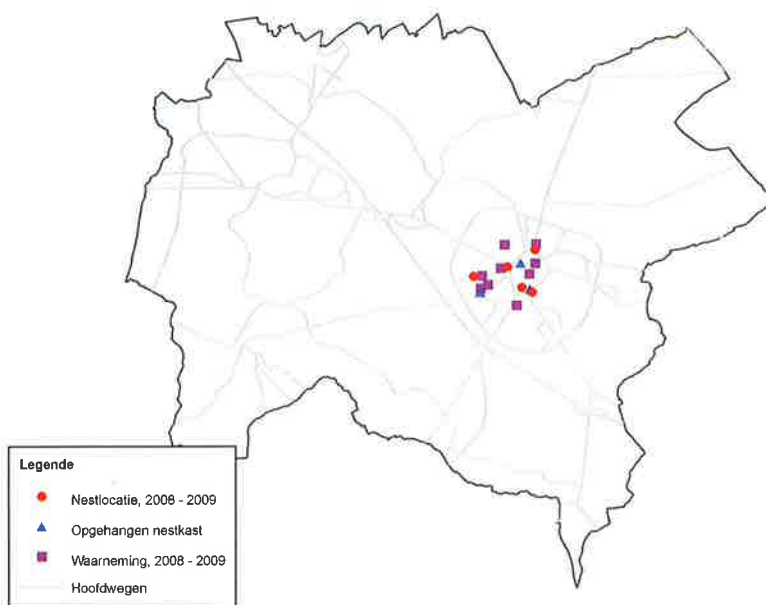 Legende
Nestlocatie, 2008 - 2009
Opgehangen nestkast
Waarneming, 2008 - 2009
Hoofdwegen